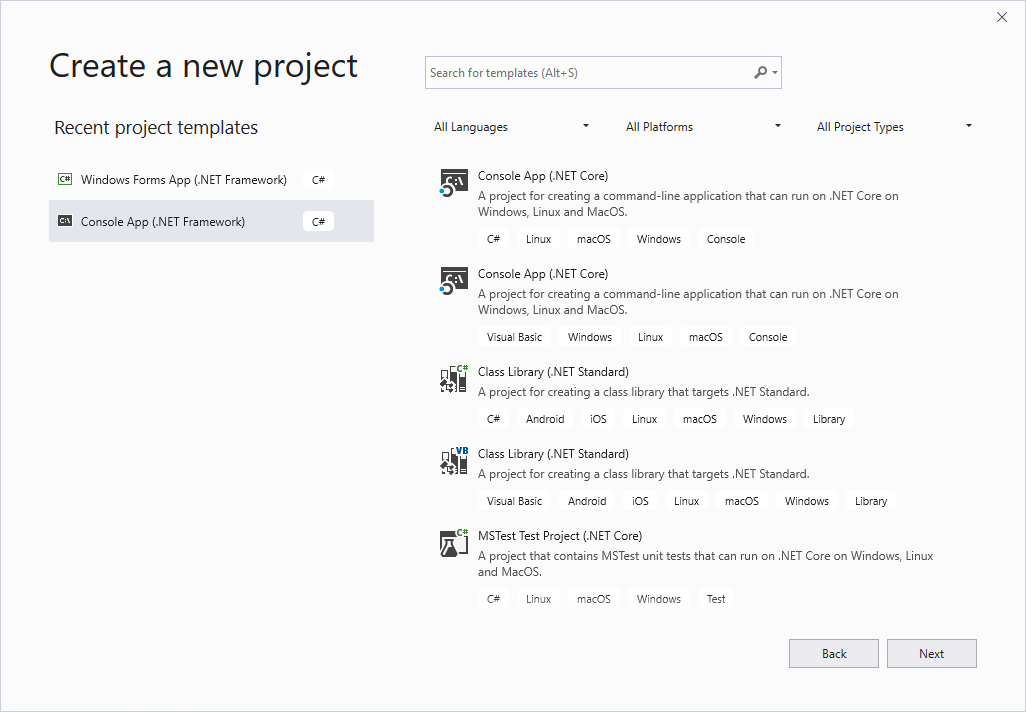 Create a new project
Search for templates (Alt+S)
Recent project templates
All Languages All Platforms All Project Types
C# Windows Forms App (.NET Framework) C#
C:\ Console App (.NET Framework) C#
C:\ Console App (.NET Core)
A project for creating a command-line application that can run on .NET Core on
Windows, Linux and MacOS.
C# Linux macOS Windows Console
C:\ Console App (.NET Core)
A project for creating a command-line application that can run on .NET Core on
Windows, Linux and MacOS.
Visual Basic Windows Linux macOS Console
C# Class Library (.NET Standard)
A project for creating a class library that targets .NET Standard.
C# Android iOS Linux macOS Windows Library
VB Class Library (.NET Standard)
A project for creating a class library that targets .NET Standard.
Visual Basic Android iOS Linux macOS Windows Library
C# MSTest Test Project (.NET Core)
A project that contains MSTest unit tests that can run on .NET Core on Windows, Linux
and MacOS.
C# Linux macOS Windows Test
Back Next